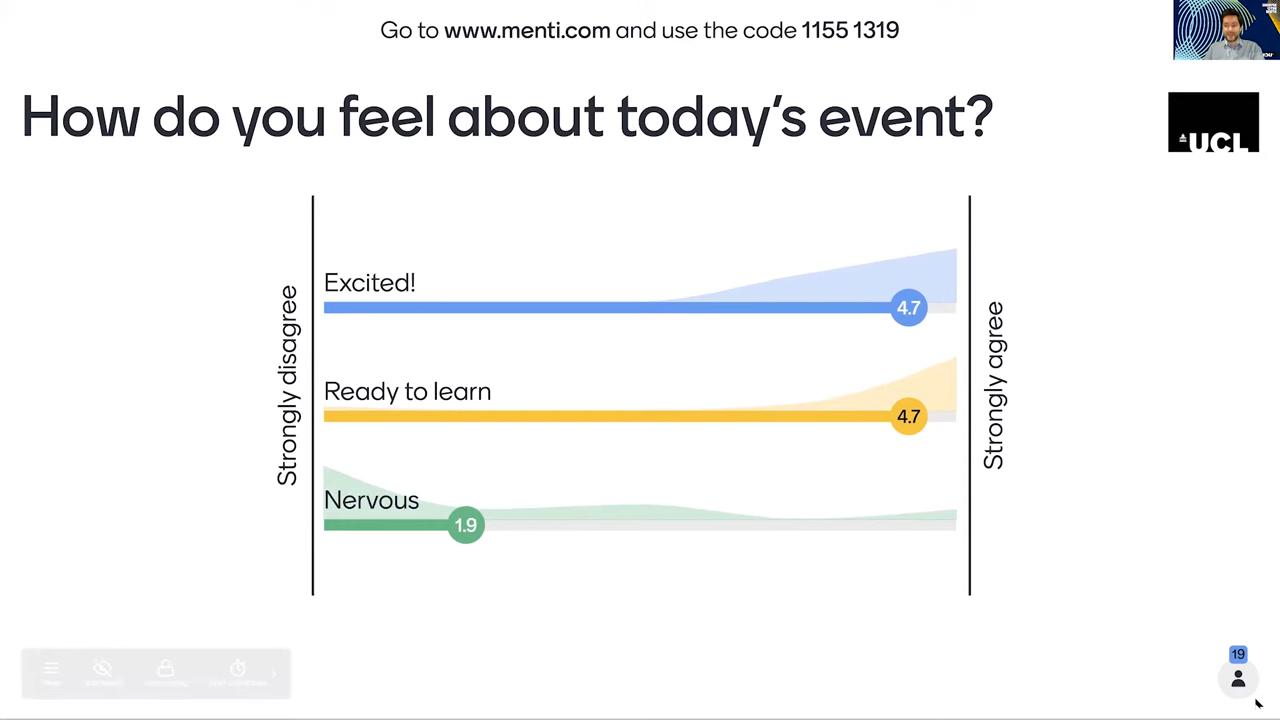 Go to www.menti.com and use the code 1155 1319
How do you feel about today's event?
UCL
Strongly disagree
Excited!
4.7
Ready to learn
4.7
Nervous
1.9
Strongly agree
19